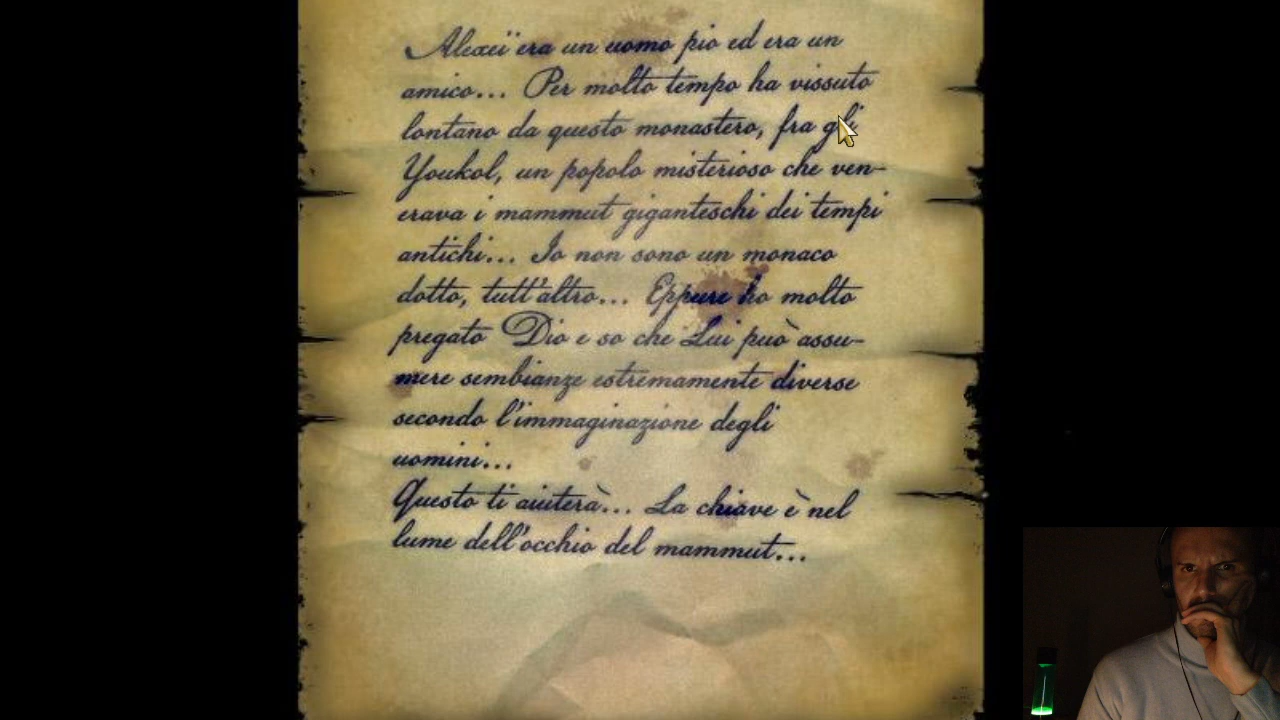 Alexeï era un uomo pio ed era un
amico... Per molto tempo ha vissuto
lontano da questo monastero, fra gli
Youkol, un popolo misterioso che ven-
erava i mammut giganteschi dei tempi
antichi... Io non sono un monaco
dotto, tutt'altro... Eppure ho molto
pregato Dio e so che Lui può assu-
mere sembianze estremamente diverse
secondo l'immaginazione degli
uomini...
Questo ti aiuterà... La chiave è nel
lume dell'occhio del mammut...